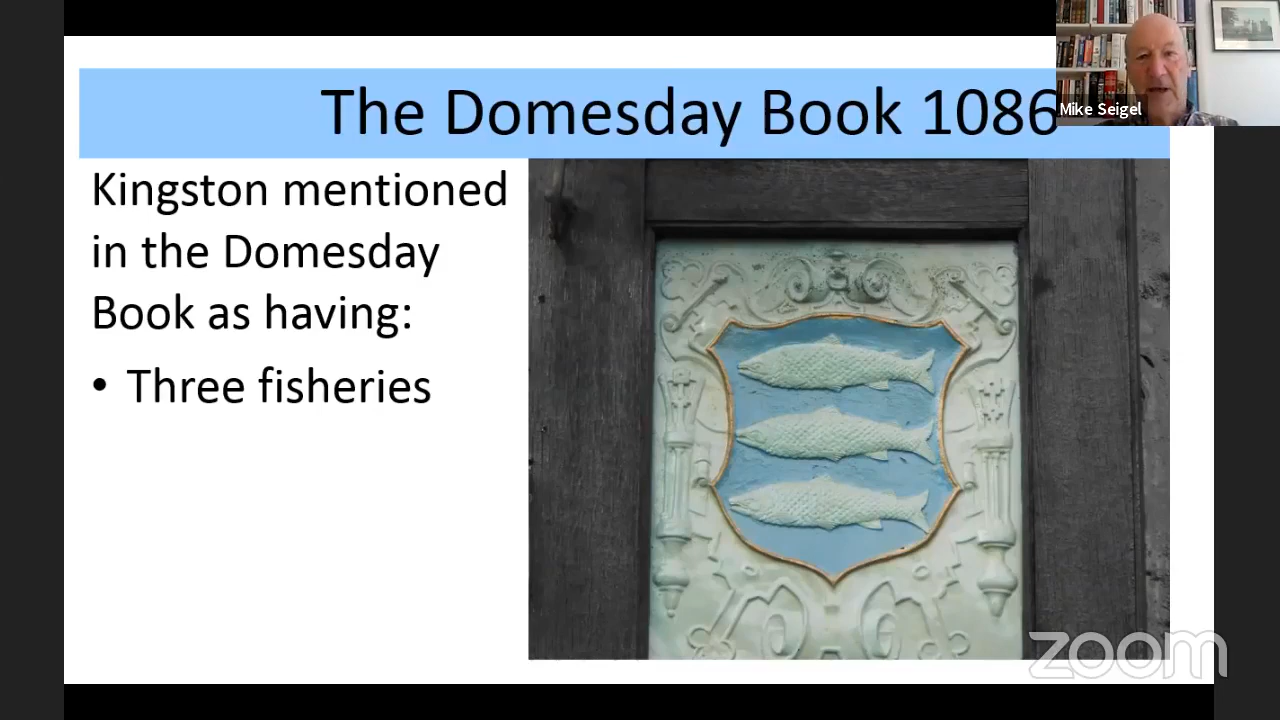 The Domesday Book 1086
Mike Seigel
Kingston mentioned
in the Domesday
Book as having:
• Three fisheries
zoom